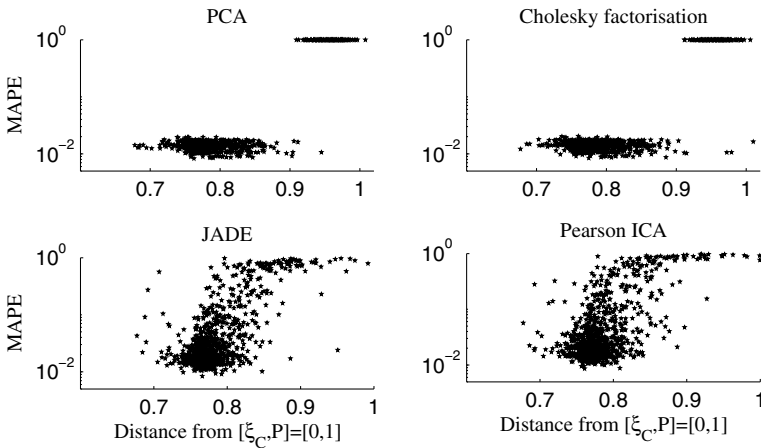 PCA
Cholesky factorisation
MAPE
10^0
10^-2
0.7 0.8 0.9 1
10^0
10^-2
0.7 0.8 0.9 1
JADE
Pearson ICA
MAPE
10^0
10^-2
0.7 0.8 0.9 1
Distance from [ξ_C,P]=[0,1]
10^0
10^-2
0.7 0.8 0.9 1
Distance from [ξ_C,P]=[0,1]